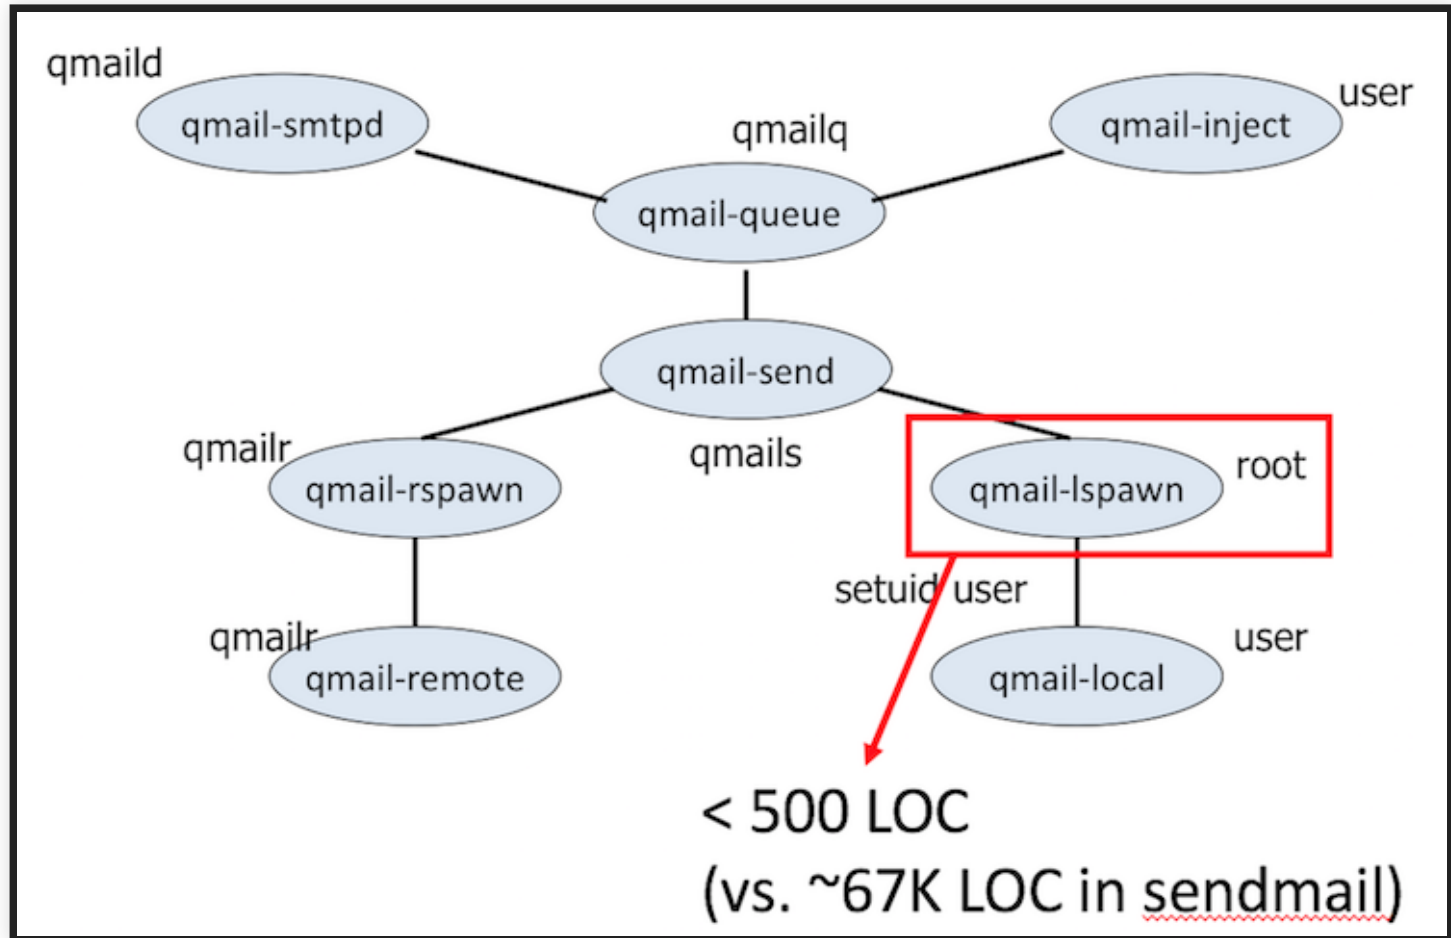 qmaild
qmail-smtpd
qmailq
qmail-inject
user
qmail-queue
qmail-send
qmails
qmailr
qmail-rspawn
qmail-lspawn
root
setuid user
qmailr
qmail-remote
qmail-local
user
< 500 LOC
(vs. ~67K LOC in sendmail)